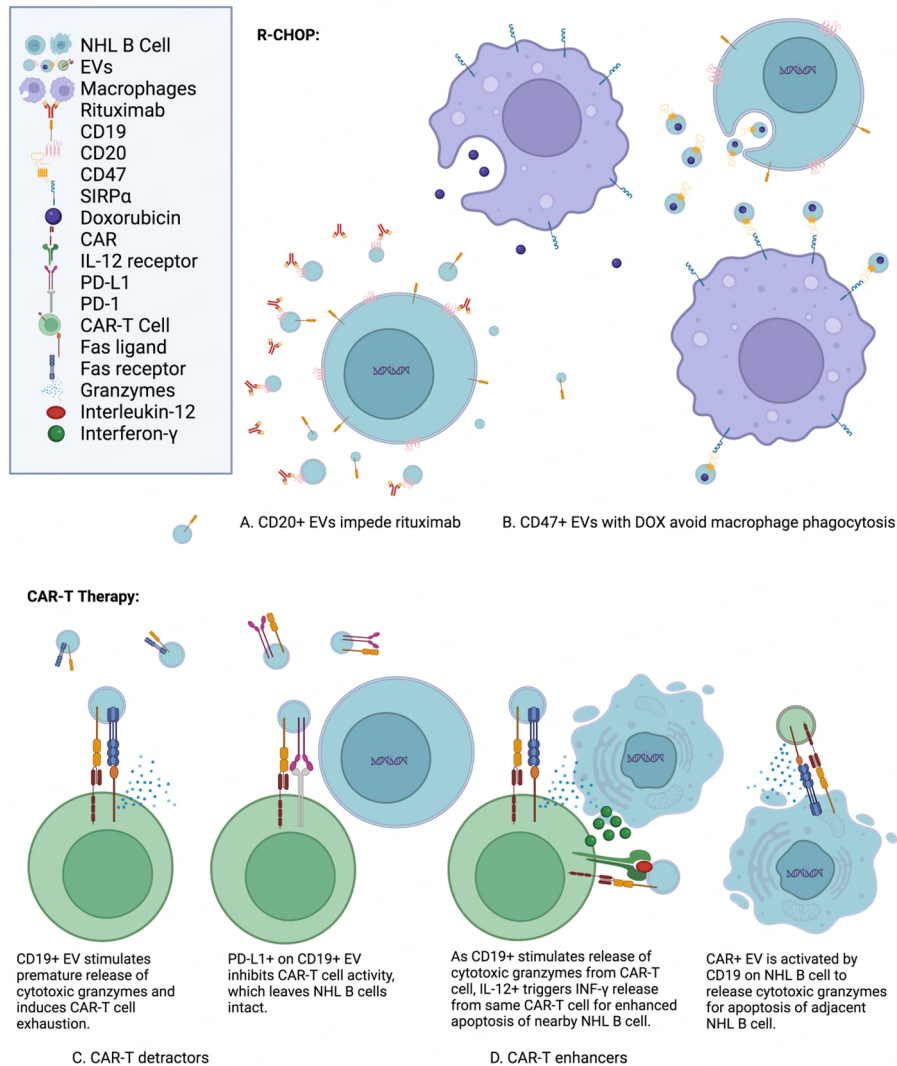 R-CHOP:
NHL B Cell
EVs
Macrophages
Rituximab
CD19
CD20
CD47
SIRPα
Doxorubicin
CAR
IL-12 receptor
PD-L1
PD-1
CAR-T Cell
Fas ligand
Fas receptor
Granzymes
Interleukin-12
Interferon-γ
A. CD20+ EVs impede rituximab
B. CD47+ EVs with DOX avoid macrophage phagocytosis
CAR-T Therapy:
CD19+ EV stimulates
premature release of
cytotoxic granzymes and
induces CAR-T cell
exhaustion.
PD-L1+ on CD19+ EV
inhibits CAR-T cell activity,
which leaves NHL B cells
intact.
As CD19+ stimulates release of
cytotoxic granzymes from CAR-T
cell, IL-12+ triggers INF-γ release
from same CAR-T cell for enhanced
apoptosis of nearby NHL B cell.
CAR+ EV is activated by
CD19 on NHL B cell to
release cytotoxic granzymes
for apoptosis of adjacent
NHL B cell.
C. CAR-T detractors
D. CAR-T enhancers